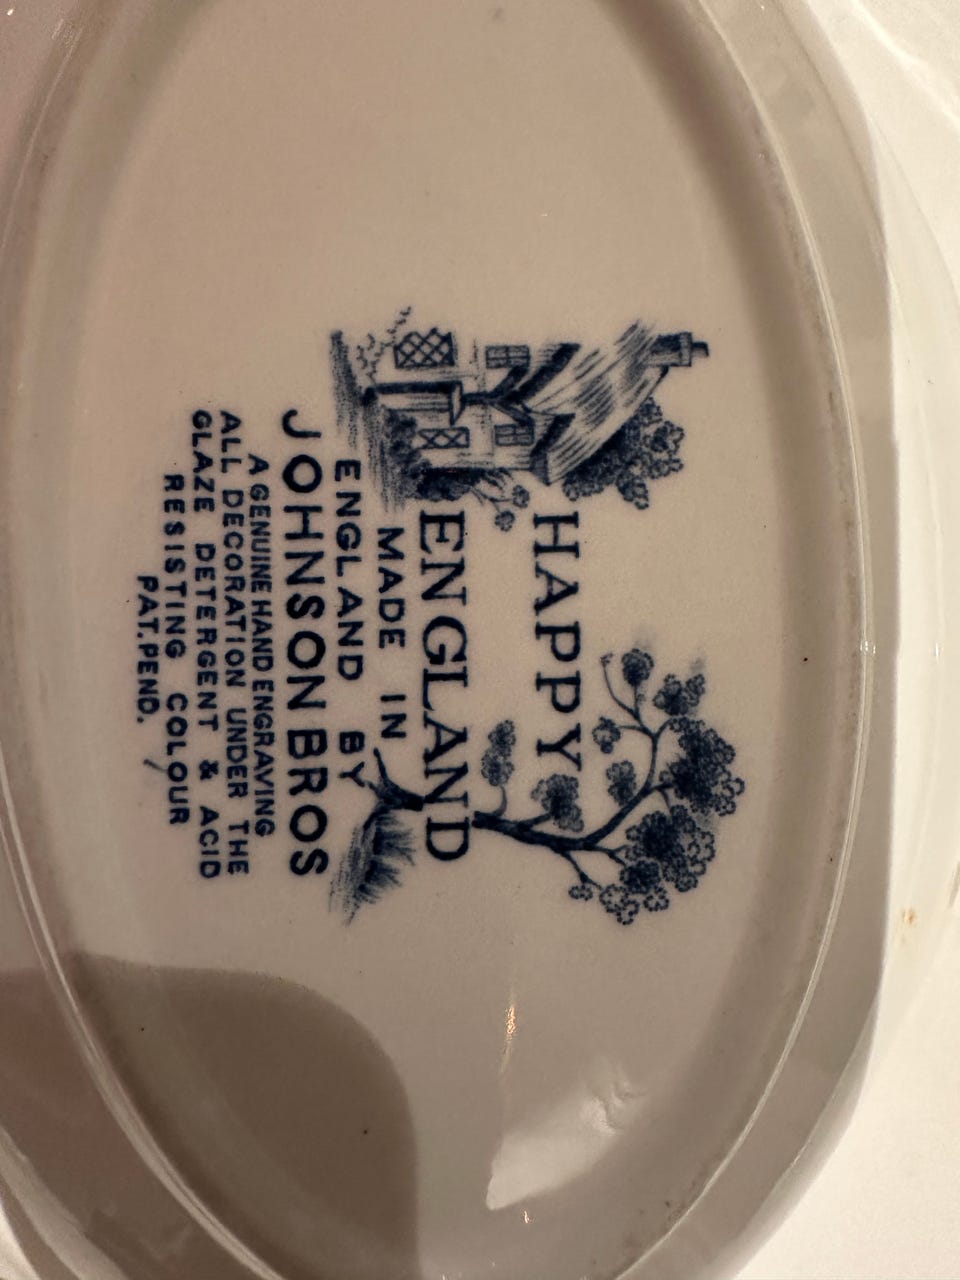 HAPPY
ENGLAND
MADE IN
ENGLAND BY
JOHNSON BROS
A GENUINE HAND ENGRAVING
ALL DECORATION UNDER THE
GLAZE DETERGENT & ACID
RESISTING COLOUR
PAT.PEND.